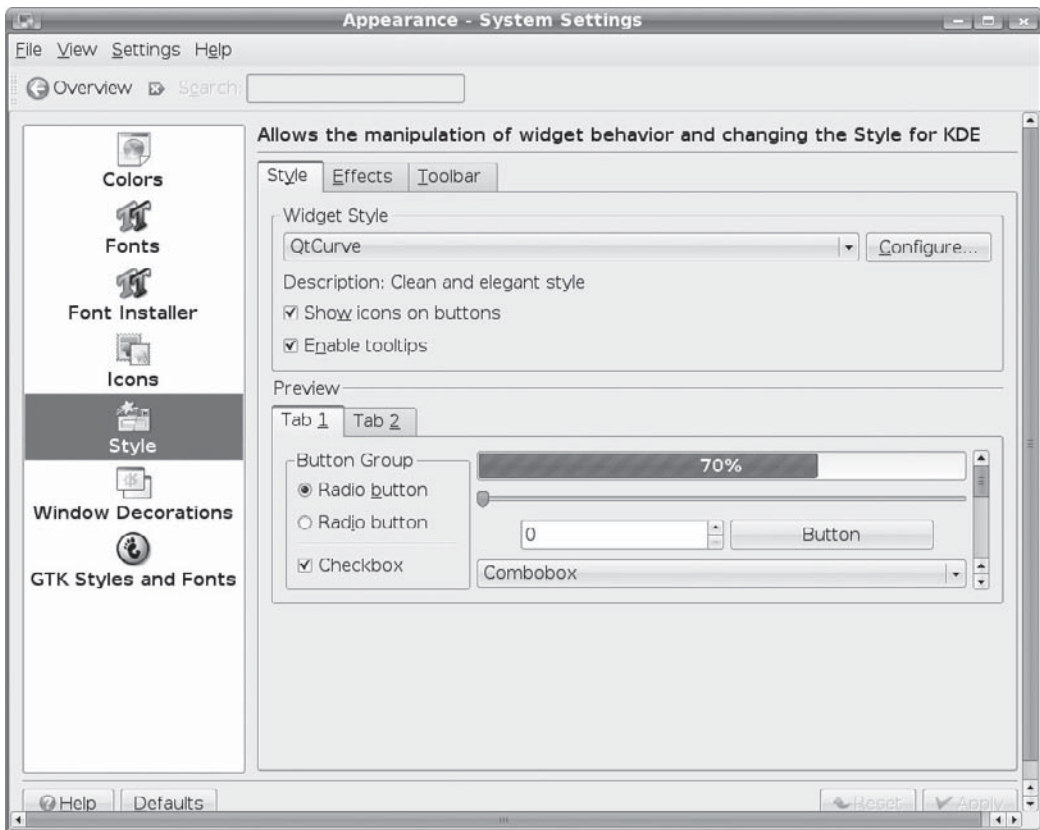 Appearance - System Settings
File View Settings Help
Overview Search:
Allows the manipulation of widget behavior and changing the Style for KDE
Colors
Fonts
Font Installer
Icons
Style
Window Decorations
GTK Styles and Fonts
Style Effects Toolbar
Widget Style
QtCurve Configure...
Description: Clean and elegant style
Show icons on buttons
Enable tooltips
Preview
Tab 1 Tab 2
Button Group
Radio button
Radio button
Checkbox
70%
0 Button
Combobox
Help Defaults Reset Apply